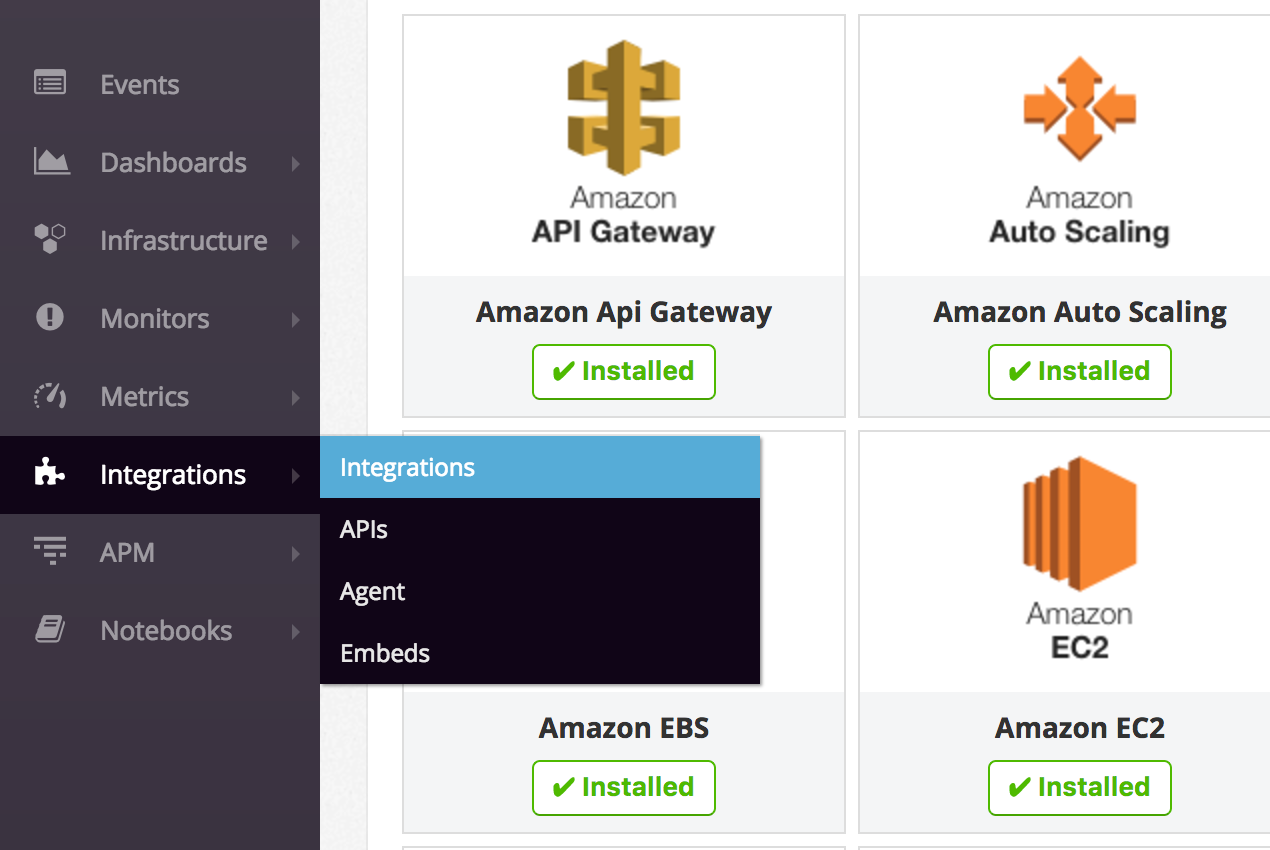 Events
Dashboards
Infrastructure
Monitors
Metrics
Integrations
APM
Notebooks
Integrations
APIs
Agent
Embeds
Amazon
API Gateway
Amazon Api Gateway
✔ Installed
Amazon
Auto Scaling
Amazon Auto Scaling
✔ Installed
Amazon EBS
✔ Installed
Amazon
EC2
Amazon EC2
✔ Installed